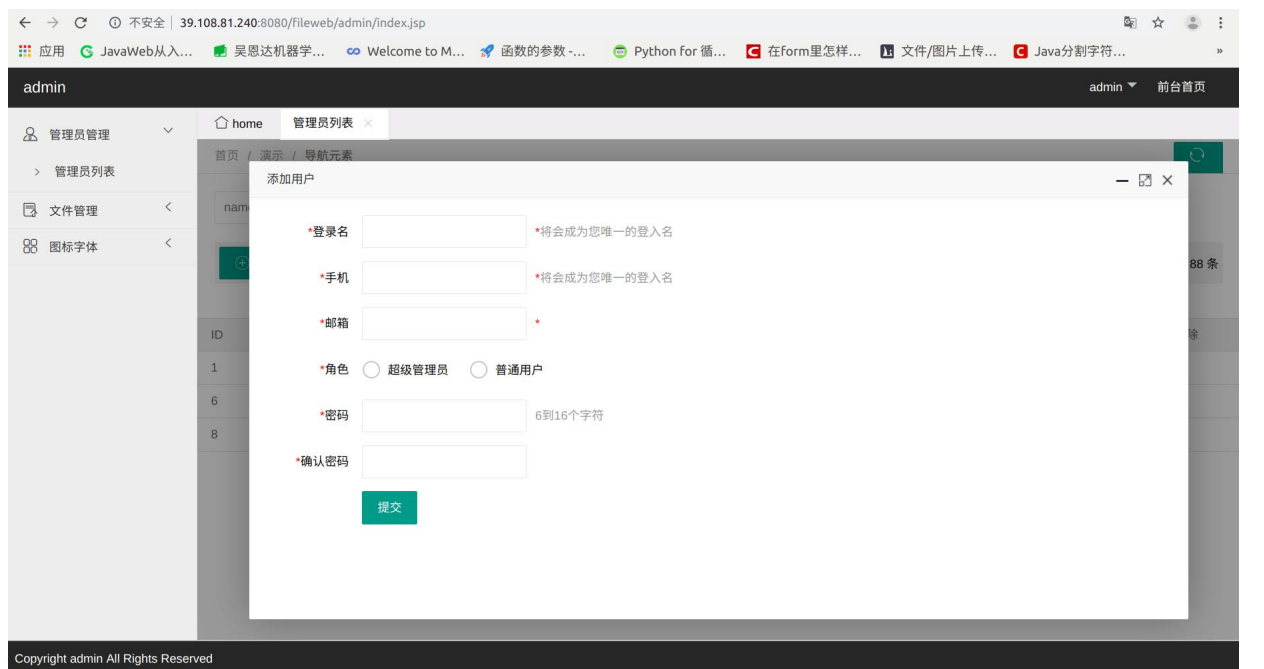 不安全 | 39.108.81.240:8080/fileweb/admin/index.jsp
应用 JavaWeb从入... 吴恩达机器学... Welcome to M... 函数的参数 -... Python for 循... 在form里怎样... 文件/图片上传... Java分割字符... »
admin admin 前台首页
管理员管理 home 管理员列表
首页 / 演示 / 导航元素
管理员列表
添加用户
文件管理 nam
*登录名 *将会成为您唯一的登入名
图标字体
88 条
*手机 *将会成为您唯一的登入名
*邮箱 *
ID 除
1 *角色 超级管理员 普通用户
6
*密码 6到16个字符
8
*确认密码
提交
Copyright admin All Rights Reserved